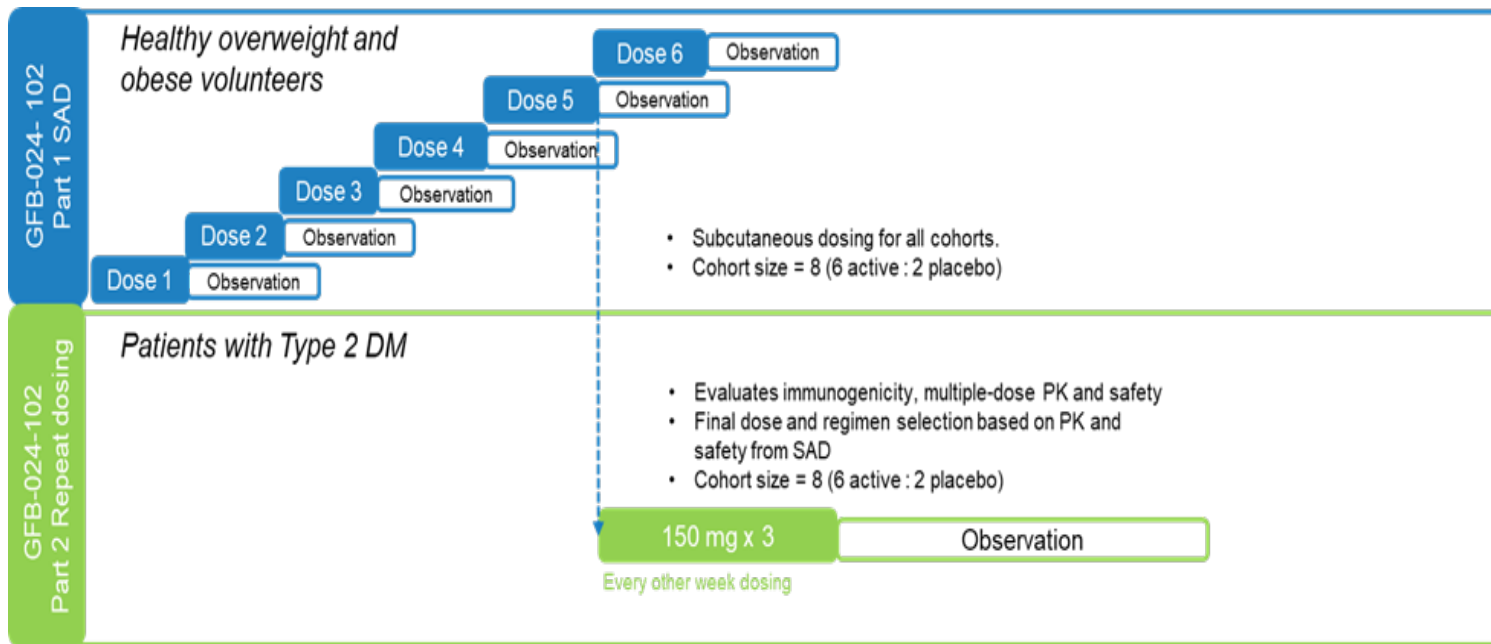 GFB-024- 102
Part 1 SAD
Healthy overweight and
obese volunteers
Dose 6
Observation
Dose 5
Observation
Dose 4
Observation
Dose 3
Observation
Dose 2
Observation
Dose 1
Observation
• Subcutaneous dosing for all cohorts.
• Cohort size = 8 (6 active : 2 placebo)
GFB-024-102
Part 2 Repeat dosing
Patients with Type 2 DM
• Evaluates immunogenicity, multiple-dose PK and safety
• Final dose and regimen selection based on PK and
safety from SAD
• Cohort size = 8 (6 active : 2 placebo)
150 mg x 3
Observation
Every other week dosing